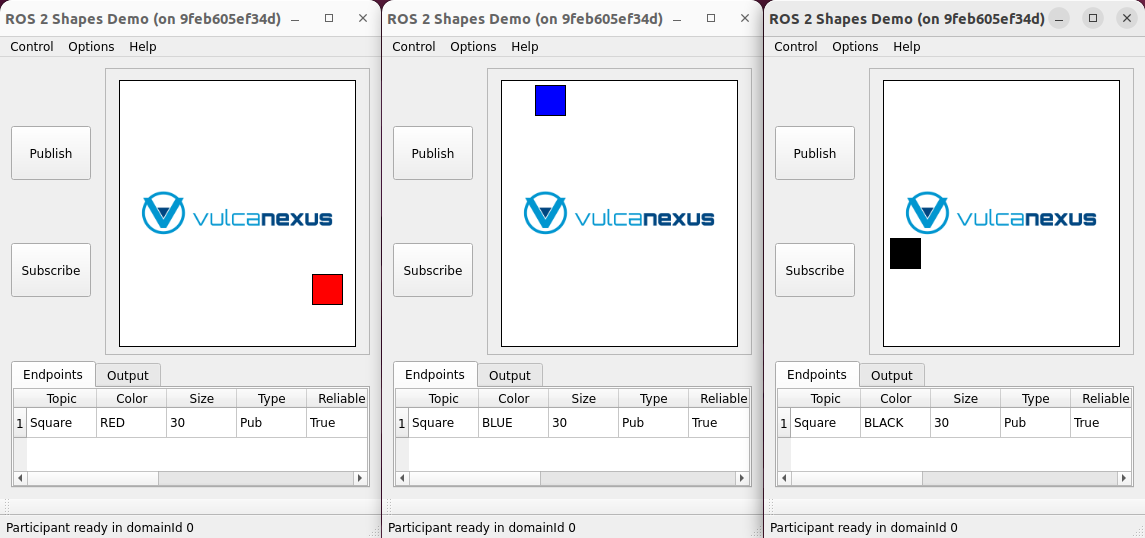 ROS 2 Shapes Demo (on 9feb605ef34d)
Control Options Help
Publish
vulcanexus
Subscribe
Endpoints Output
Topic Color Size Type Reliable
1 Square RED 30 Pub True
Participant ready in domainId 0
ROS 2 Shapes Demo (on 9feb605ef34d)
Control Options Help
Publish
vulcanexus
Subscribe
Endpoints Output
Topic Color Size Type Reliable
1 Square BLUE 30 Pub True
Participant ready in domainId 0
ROS 2 Shapes Demo (on 9feb605ef34d)
Control Options Help
Publish
vulcanexus
Subscribe
Endpoints Output
Topic Color Size Type Reliable
1 Square BLACK 30 Pub True
Participant ready in domainId 0